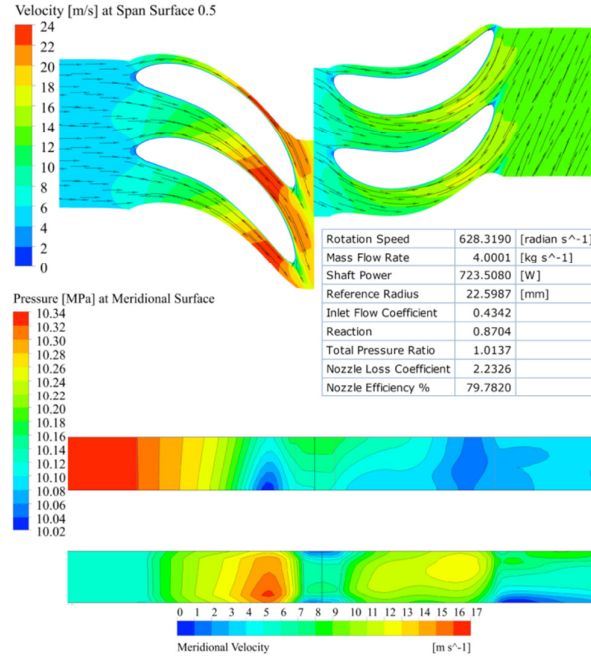 Velocity [m/s] at Span Surface 0.5
24
22
20
18
16
14
12
10
8
6
4
2
0
Rotation Speed 628.3190 [radian s^-1]
Mass Flow Rate 4.0001 [kg s^-1]
Shaft Power 723.5080 [W]
Reference Radius 22.5987 [mm]
Inlet Flow Coefficient 0.4342
Reaction 0.8704
Total Pressure Ratio 1.0137
Nozzle Loss Coefficient 2.2326
Nozzle Efficiency % 79.7820
Pressure [MPa] at Meridional Surface
10.34
10.32
10.30
10.28
10.26
10.24
10.22
10.20
10.18
10.16
10.14
10.12
10.10
10.08
10.06
10.04
10.02
0 1 2 3 4 5 6 7 8 9 10 11 12 13 14 15 16 17
Meridional Velocity [m s^-1]